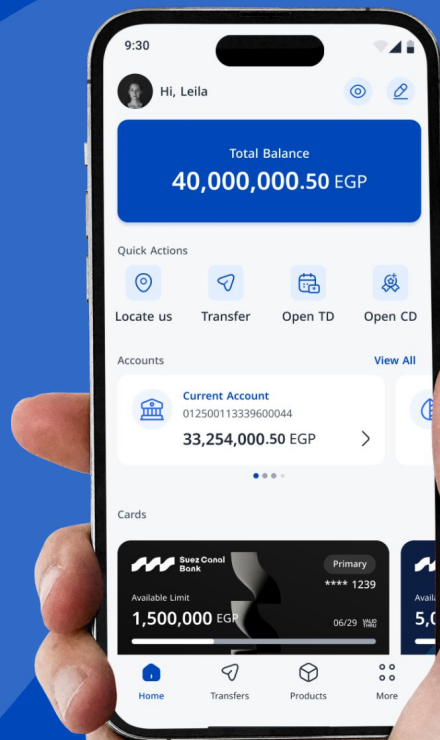 9:30
Hi, Leila
Total Balance
40,000,000.50 EGP
Quick Actions
Locate us
Transfer
Open TD
Open CD
Accounts
View All
Current Account
012500113339600044
33,254,000.50 EGP
Cards
Suez Canal
Bank
Primary
**** 1239
Available Limit
1,500,000 EGP
06/29 VALID
THRU
5,0
Home
Transfers
Products
More